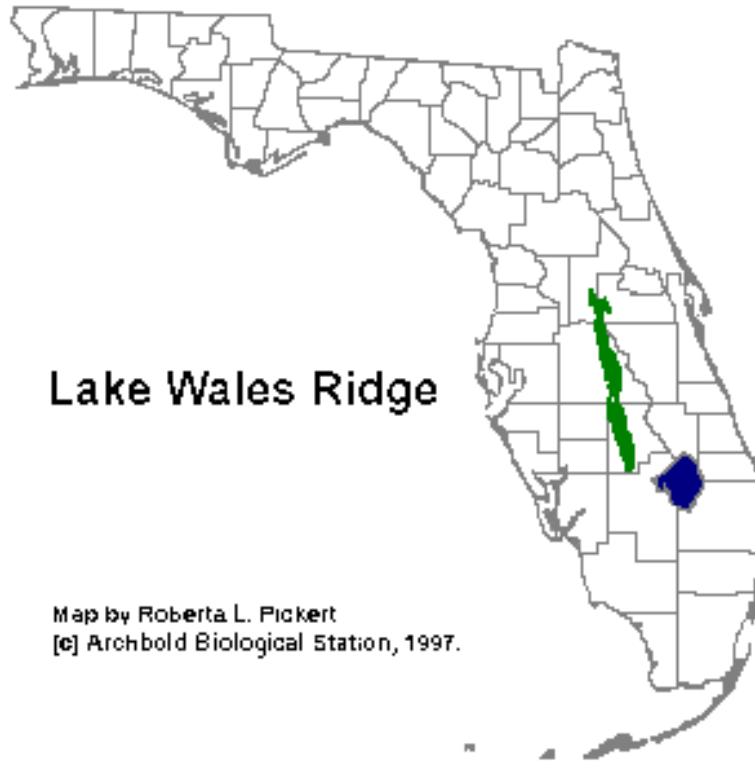 Lake Wales Ridge
Map by Roberta L. Pickert
[c] Archbold Biological Station, 1997.